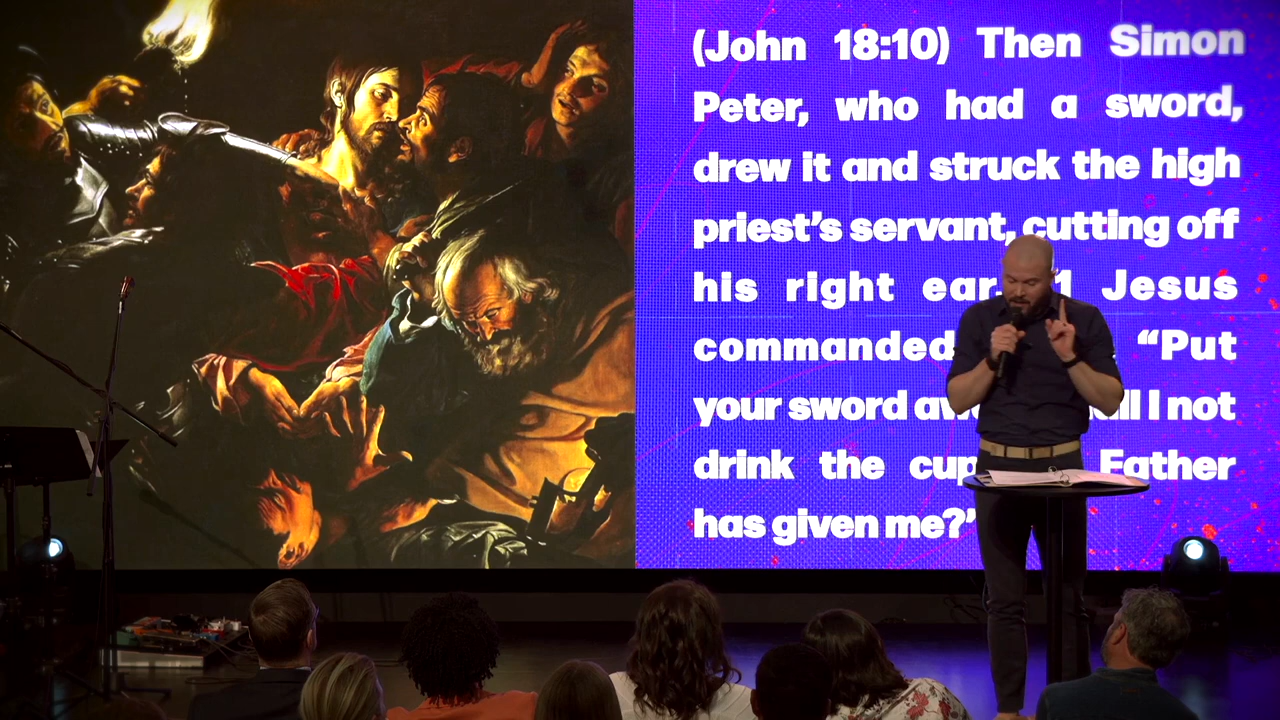 (John 18:10) Then Simon
Peter, who had a sword,
drew it and struck the high
priest’s servant, cutting off
his right ear. 1 Jesus
commanded “Put
your sword I not
drink the cup Father
has given me?”